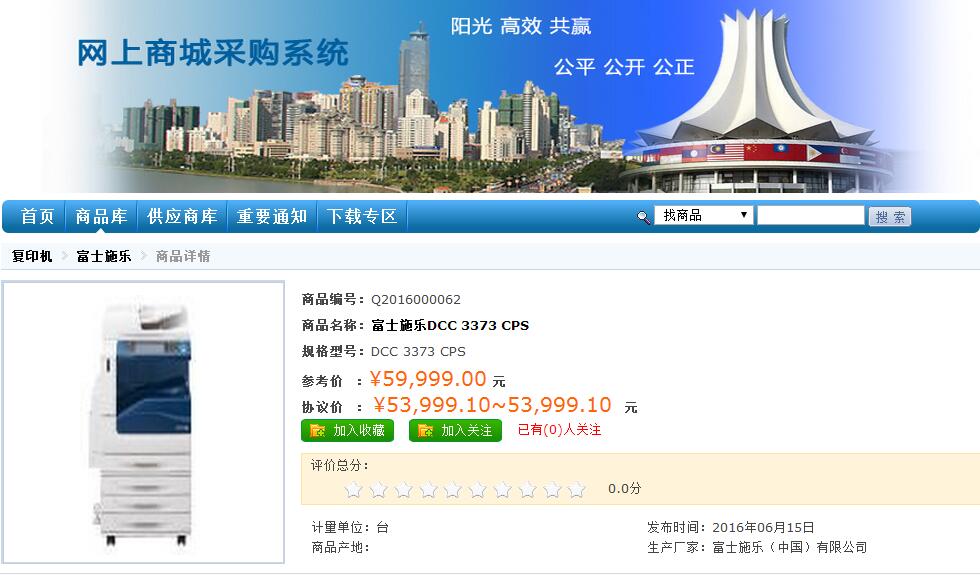 网上商城采购系统
阳光 高效 共赢
公平 公开 公正
首页 商品库 供应商库 重要通知 下载专区 找商品 搜 索
复印机 富士施乐 商品详情
商品编号：Q2016000062
商品名称：富士施乐DCC 3373 CPS
规格型号：DCC 3373 CPS
参考价 ：¥59,999.00 元
协议价 ：¥53,999.10~53,999.10 元
加入收藏 加入关注 已有(0)人关注
评价总分：
0.0分
计量单位：台 发布时间：2016年06月15日
商品产地： 生产厂家：富士施乐（中国）有限公司